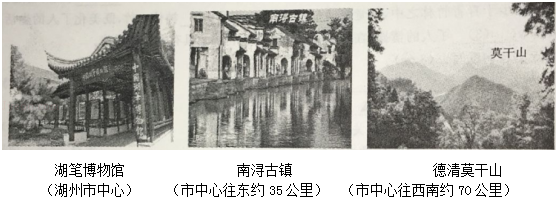 南浔古镇
莫干山
湖笔博物馆
（湖州市中心）
南浔古镇
（市中心往东约 35 公里）
德清莫干山
（市中心往西南约 70 公里）